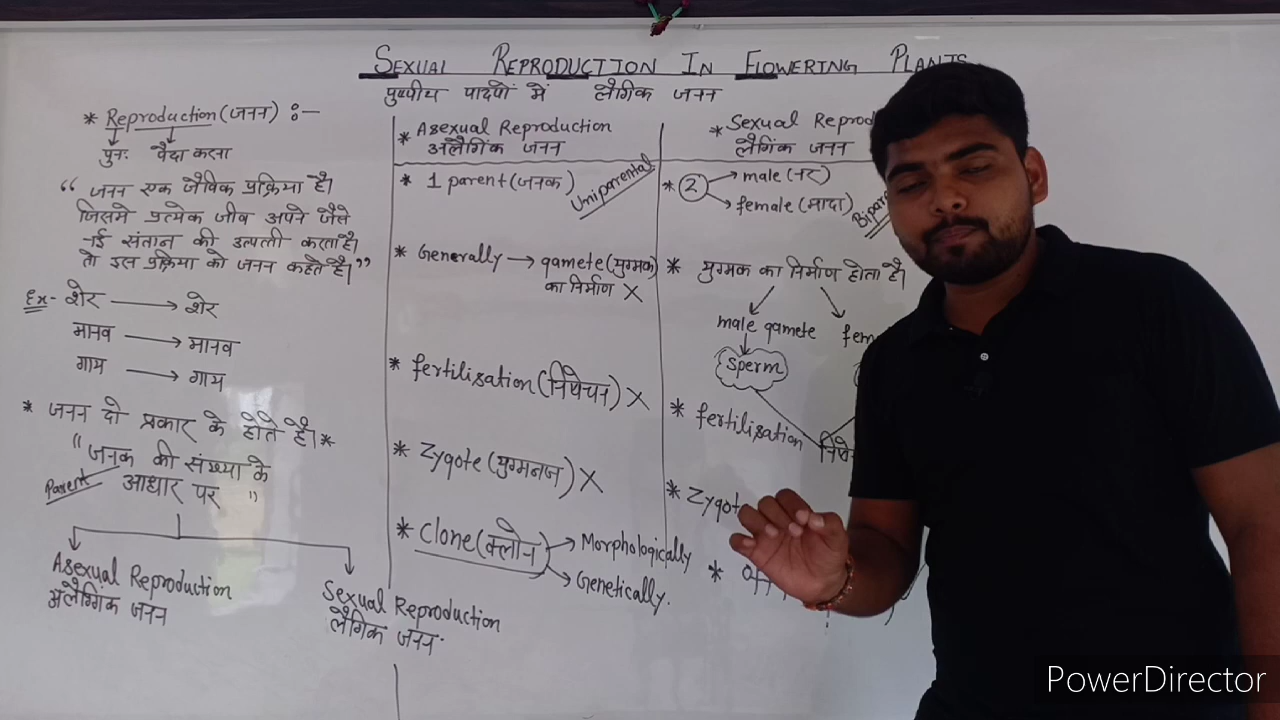 SEXUAL REPRODUCTION IN FLOWERING PLANTS
पुष्पीय पादपों में लैंगिक जनन
* Reproduction (जनन) :-
पुनः पैदा करना
“ जनन एक जैविक प्रक्रिया है।
जिसमे प्रत्येक जीव अपने जैसे
नई संतान की उत्पत्ती करता है।
तो इस प्रक्रिया को जनन कहते है। ”
Ex- शेर → शेर
मानव → मानव
गाय → गाय
* जनन दो प्रकार के होते है। *
“ जनक की संख्या के
आधार पर ”
Parent
Asexual Reproduction
अलैंगिक जनन
Sexual Reproduction
लैंगिक जनन
* Asexual Reproduction
अलैंगिक जनन
* 1 parent (जनक)
Uniparental
* Generally → gamete (युग्मक)
का निर्माण X
* fertilisation (निषेचन) X
* Zygote (युग्मनज) X
* Clone (क्लोन) → Morphologically
→ Genetically.
* Sexual Reprod
लैंगिक जनन
* 2 → male (नर)
→ female (मादा)
Bipar
* युग्मक का निर्माण होता है।
male gamete fem
Sperm
* fertilisation
निषे
* Zygot
* Off
PowerDirector